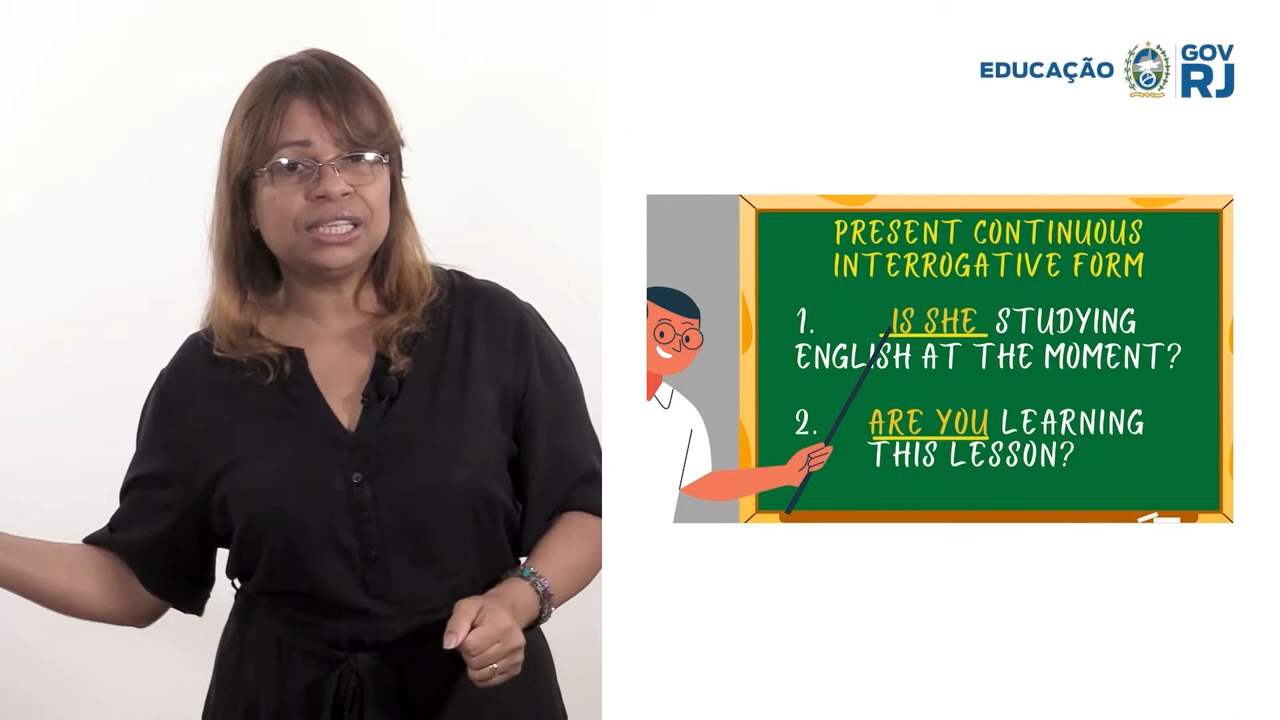 EDUCAÇÃO
GOV
RJ
PRESENT CONTINUOUS
INTERROGATIVE FORM
1. IS SHE STUDYING
ENGLISH AT THE MOMENT?
2. ARE YOU LEARNING
THIS LESSON?